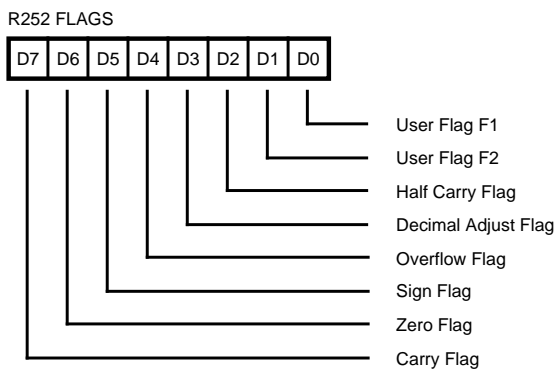 R252 FLAGS
D7 D6 D5 D4 D3 D2 D1 D0
User Flag F1
User Flag F2
Half Carry Flag
Decimal Adjust Flag
Overflow Flag
Sign Flag
Zero Flag
Carry Flag